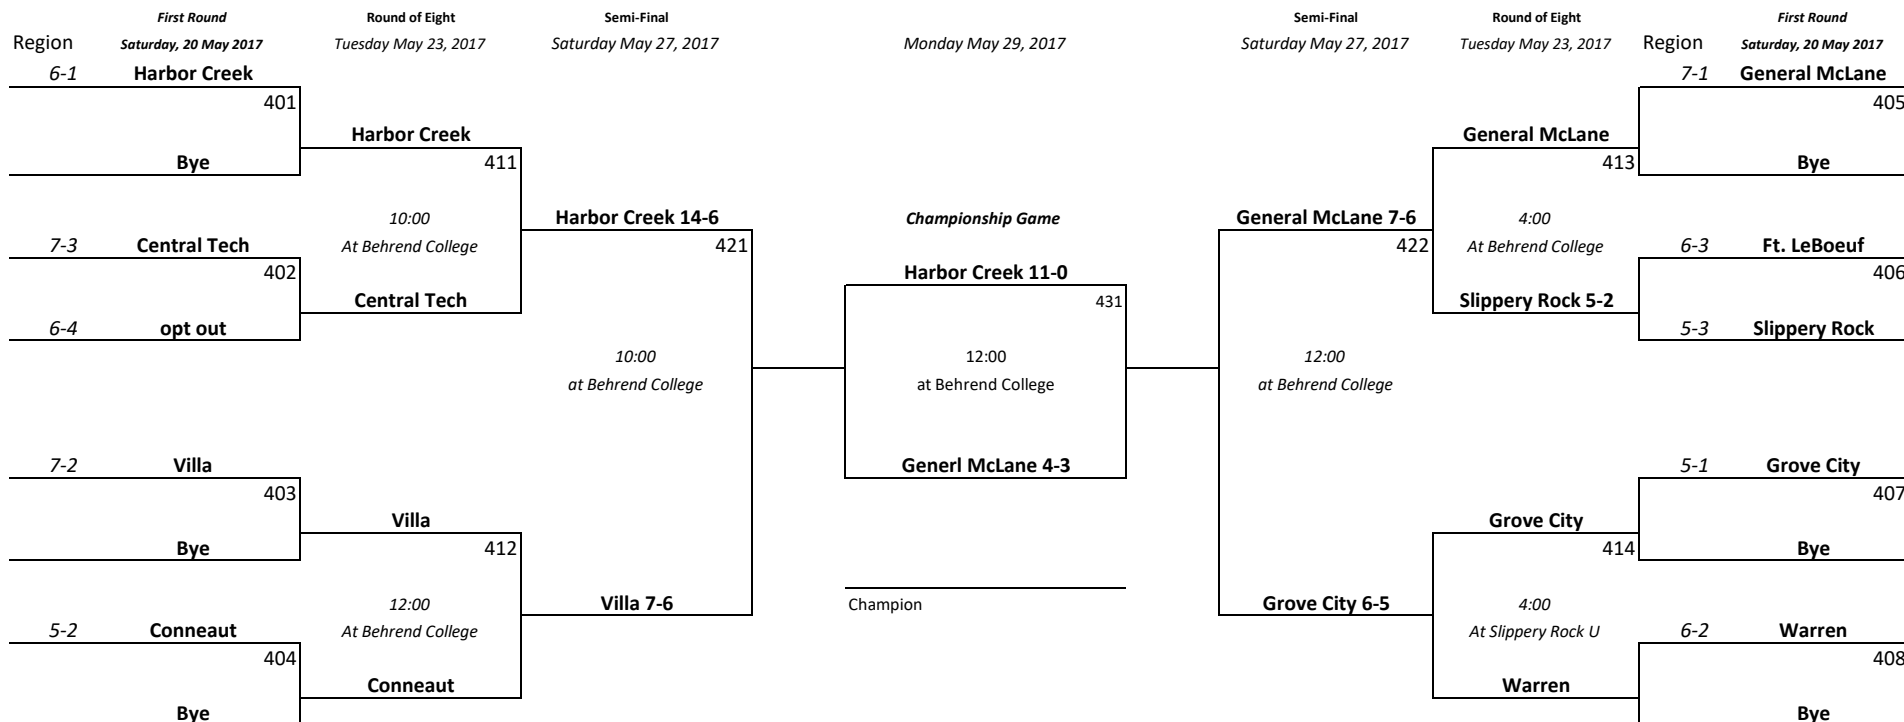 First Round
Round of Eight
Semi-Final
Semi-Final
Round of Eight
First Round
Region
Saturday, 20 May 2017
Tuesday May 23, 2017
Saturday May 27, 2017
Monday May 29, 2017
Saturday May 27, 2017
Tuesday May 23, 2017
Region
Saturday, 20 May 2017
6-1
Harbor Creek
7-1
General McLane
401
405
Harbor Creek
General McLane
Bye
411
413
Bye
10:00
Harbor Creek 14-6
Championship Game
General McLane 7-6
4:00
7-3
Central Tech
At Behrend College
421
422
At Behrend College
6-3
Ft. LeBoeuf
402
Harbor Creek 11-0
406
Central Tech
431
Slippery Rock 5-2
6-4
opt out
5-3
Slippery Rock
10:00
12:00
12:00
at Behrend College
at Behrend College
at Behrend College
7-2
Villa
Generl McLane 4-3
5-1
Grove City
403
407
Villa
Grove City
Bye
412
414
Bye
12:00
Villa 7-6
Champion
Grove City 6-5
4:00
5-2
Conneaut
At Behrend College
At Slippery Rock U
6-2
Warren
404
408
Conneaut
Warren
Bye
Bye